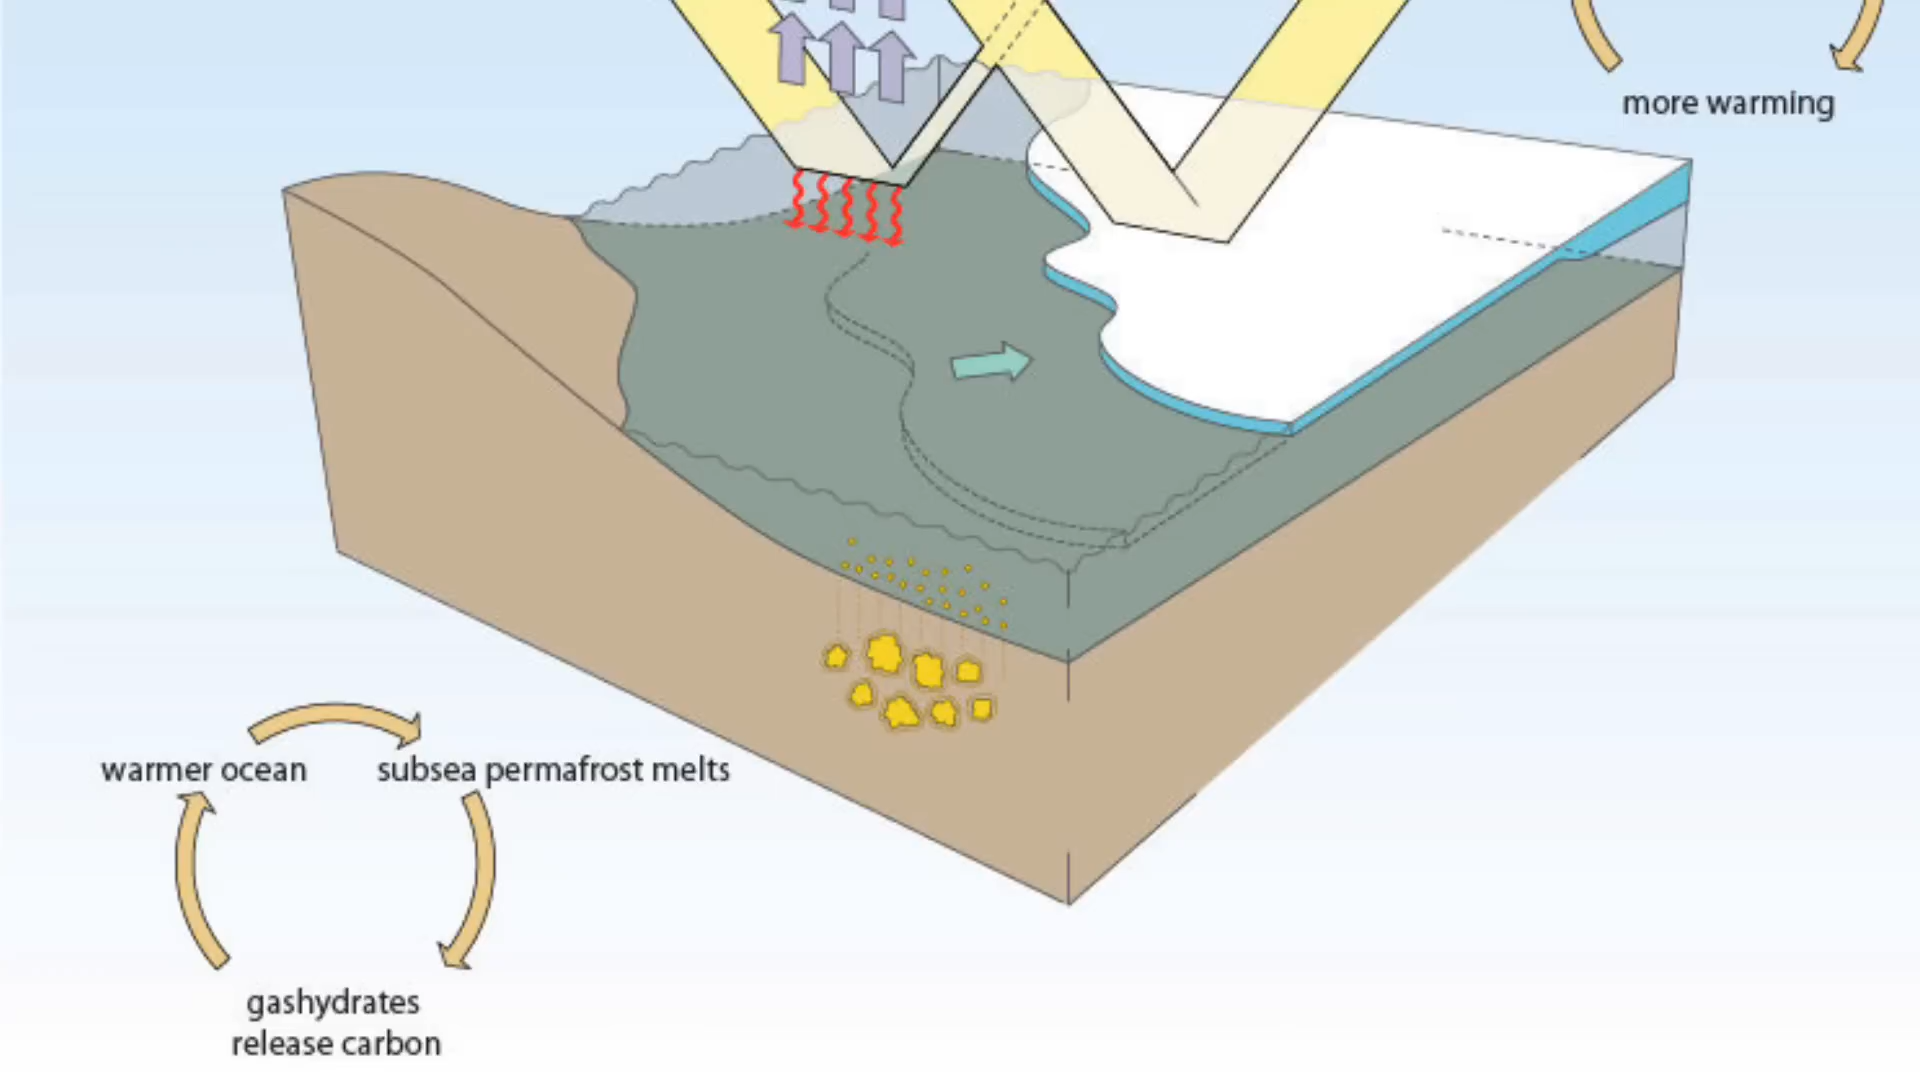 more warming
warmer ocean
subsea permafrost melts
gashydrates
release carbon